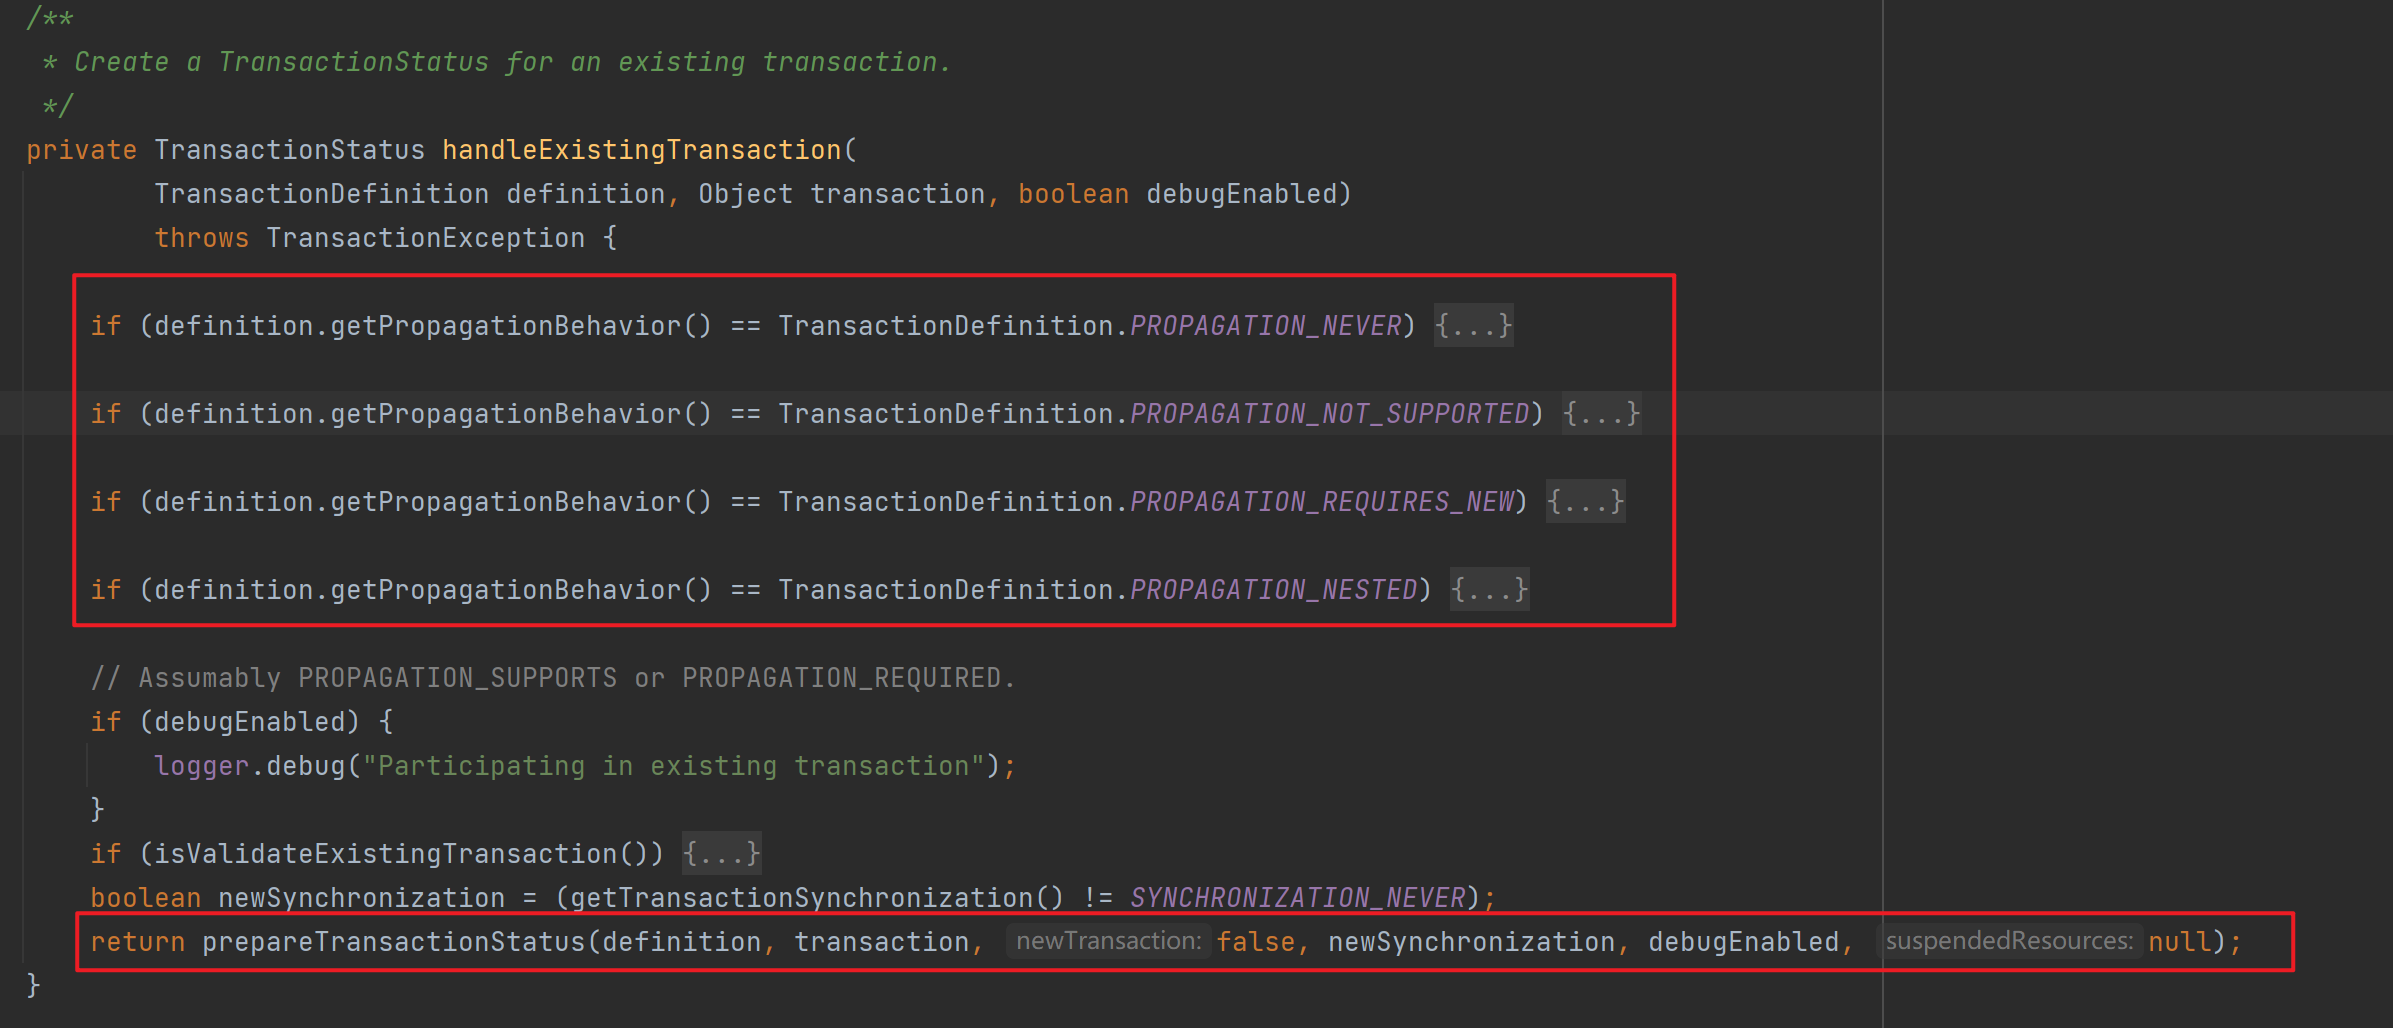 /**
 * Create a TransactionStatus for an existing transaction.
 */
private TransactionStatus handleExistingTransaction(
        TransactionDefinition definition, Object transaction, boolean debugEnabled)
        throws TransactionException {
    if (definition.getPropagationBehavior() == TransactionDefinition.PROPAGATION_NEVER) {...}
    if (definition.getPropagationBehavior() == TransactionDefinition.PROPAGATION_NOT_SUPPORTED) {...}
    if (definition.getPropagationBehavior() == TransactionDefinition.PROPAGATION_REQUIRES_NEW) {...}
    if (definition.getPropagationBehavior() == TransactionDefinition.PROPAGATION_NESTED) {...}
    // Assumably PROPAGATION_SUPPORTS or PROPAGATION_REQUIRED.
    if (debugEnabled) {
        logger.debug("Participating in existing transaction");
    }
    if (isValidateExistingTransaction()) {...}
    boolean newSynchronization = (getTransactionSynchronization() != SYNCHRONIZATION_NEVER);
    return prepareTransactionStatus(definition, transaction, newTransaction: false, newSynchronization, debugEnabled, suspendedResources: null);
}